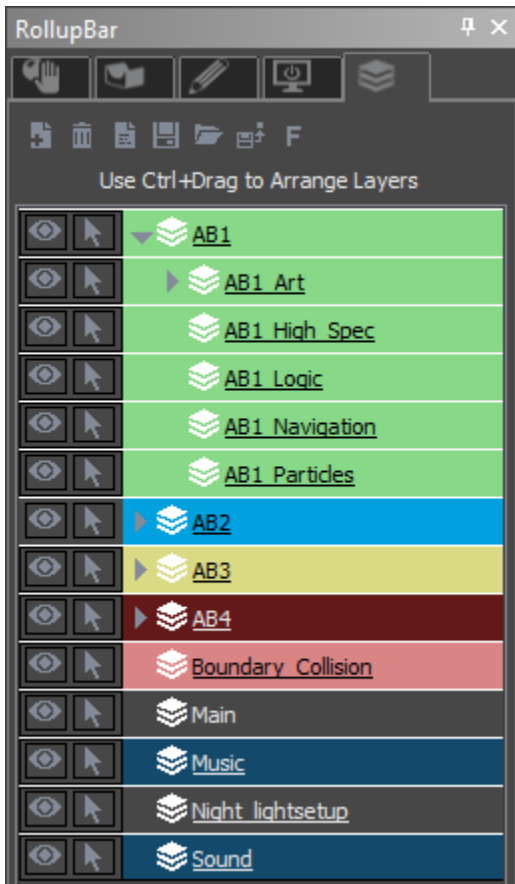 RollupBar
F
Use Ctrl+Drag to Arrange Layers
AB1
AB1_Art
AB1_High_Spec
AB1_Logic
AB1_Navigation
AB1_Particles
AB2
AB3
AB4
Boundary_Collision
Main
Music
Night_lightsetup
Sound